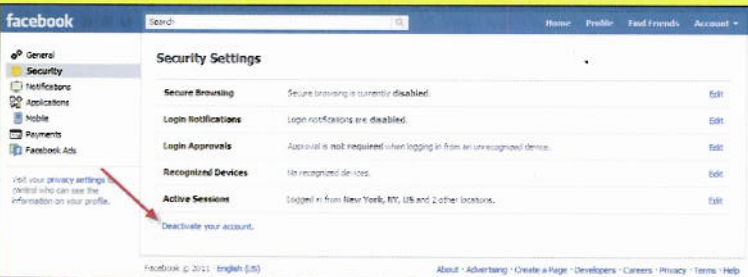 facebook
Search
Home Profile Find Friends Account
General
Security
Notifications
Applications
Mobile
Payments
Facebook Ads
Visit your privacy settings to
control who can see the
information on your profile.
Security Settings
Secure Browsing Secure browsing is currently disabled. Edit
Login Notifications Login notifications are disabled. Edit
Login Approvals Approval is not required when logging in from an unrecognized device. Edit
Recognized Devices No recognized devices. Edit
Active Sessions Logged in from New York, NY, US and 2 other locations. Edit
Deactivate your account.
Facebook © 2011 · English (US)
About · Advertising · Create a Page · Developers · Careers · Privacy · Terms · Help